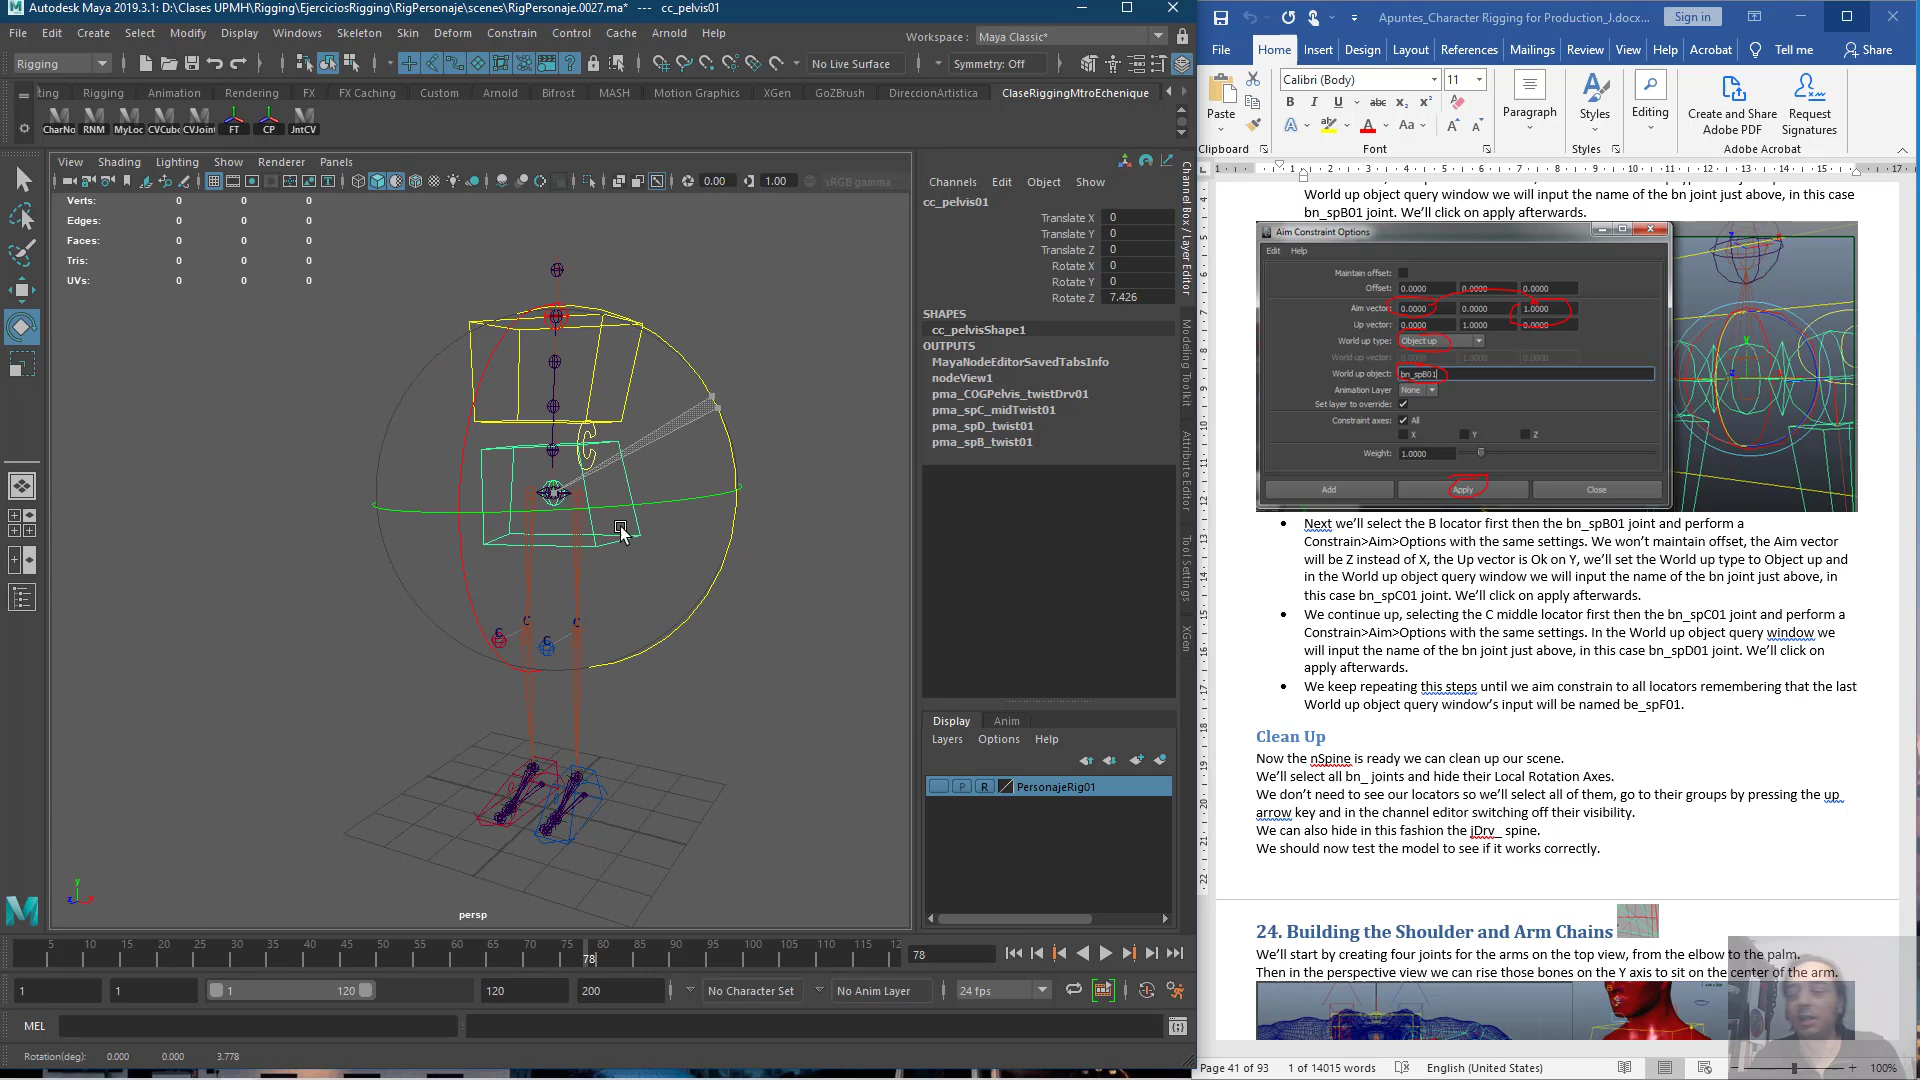 Autodesk Maya 2019.3.1: D:\Clases UPMH\Rigging\EjerciciosRigging\RigPersonaje\scenes\RigPersonaje.0027.ma* --- cc_pelvis01
File Edit Create Select Modify Display Windows Skeleton Skin Deform Constrain Control Cache Arnold Help
Workspace : Maya Classic*
Rigging
No Live Surface
Symmetry: Off
Rigging Animation Rendering FX FX Caching Custom Arnold Bifrost MASH Motion Graphics XGen GoZBrush DireccionArtistica ClaseRiggingMtroEchenique
RNM MyLoc CVCubc CVJoint FT CP JntCV
View Shading Lighting Show Renderer Panels
0.00 1.00 sRGB gamma
Verts: 0 0 0
Edges: 0 0 0
Faces: 0 0 0
Tris: 0 0 0
UVs: 0 0 0
persp
Channels Edit Object Show
cc_pelvis01
Translate X 0
Translate Y 0
Translate Z 0
Rotate X 0
Rotate Y 0
Rotate Z 7.426
SHAPES
cc_pelvisShape1
OUTPUTS
MayaNodeEditorSavedTabsInfo
nodeView1
pma_COGPelvis_twistDrv01
pma_spC_midTwist01
pma_spD_twist01
pma_spB_twist01
Channel Box / Layer Editor
Modeling Toolkit
Attribute Editor
Tool Settings
XGen
Display Anim
Layers Options Help
P R PersonajeRig01
5 10 15 20 25 30 35 40 45 50 55 60 65 70 75 80 85 90 95 100 105 110 115 12
78
78
1 1 1 120 120 200 No Character Set No Anim Layer 24 fps
MEL
Rotation(deg): 0.000 0.000 3.778
Apuntes_Character Rigging for Production_J.docx...
Sign in
File Home Insert Design Layout References Mailings Review View Help Acrobat Tell me Share
Calibri (Body) 11
Paste
Paragraph
Styles
Editing
Create and Share Adobe PDF
Request Signatures
Clipboard Font Styles Adobe Acrobat
World up object query window we will input the name of the bn joint just above, in this case
bn_spB01 joint. We'll click on apply afterwards.
Aim Constraint Options
Edit Help
Maintain offset:
Offset: 0.0000 0.0000 0.0000
Aim vector: 0.0000 0.0000 1.0000
Up vector: 0.0000 1.0000 0.0000
World up type: Object up
World up vector: 0.0000 1.0000 0.0000
World up object: bn_spB01
Animation Layer None
Set layer to override:
Constraint axes: All
X Y Z
Weight: 1.0000
Add Apply Close
Next we'll select the B locator first then the bn_spB01 joint and perform a
Constrain>Aim>Options with the same settings. We won't maintain offset, the Aim vector
will be Z instead of X, the Up vector is Ok on Y, we'll set the World up type to Object up and
in the World up object query window we will input the name of the bn joint just above, in
this case bn_spC01 joint. We'll click on apply afterwards.
We continue up, selecting the C middle locator first then the bn_spC01 joint and perform a
Constrain>Aim>Options with the same settings. In the World up object query window we
will input the name of the bn joint just above, in this case bn_spD01 joint. We'll click on
apply afterwards.
We keep repeating this steps until we aim constrain to all locators remembering that the last
World up object query window's input will be named be_spF01.
Clean Up
Now the nSpine is ready we can clean up our scene.
We'll select all bn_ joints and hide their Local Rotation Axes.
We don't need to see our locators so we'll select all of them, go to their groups by pressing the up
arrow key and in the channel editor switching off their visibility.
We can also hide in this fashion the jDrv_ spine.
We should now test the model to see if it works correctly.
24. Building the Shoulder and Arm Chains
We'll start by creating four joints for the arms on the top view, from the elbow to the palm.
Then in the perspective view we can rise those bones on the Y axis to sit on the center of the arm.
Page 41 of 93 1 of 14015 words English (United States) 100%